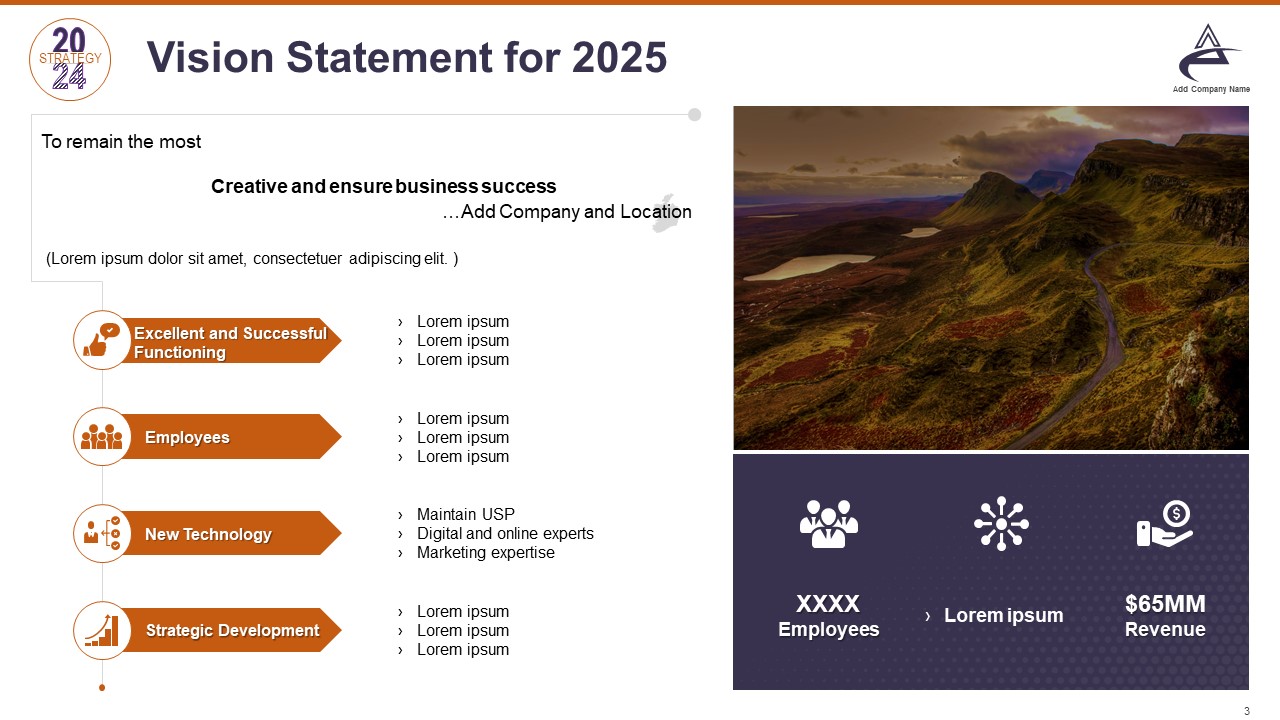 20
STRATEGY
24
Vision Statement for 2025
Add Company Name
To remain the most
Creative and ensure business success
…Add Company and Location
(Lorem ipsum dolor sit amet, consectetuer adipiscing elit. )
Excellent and Successful
Functioning
› Lorem ipsum
› Lorem ipsum
› Lorem ipsum
Employees
› Lorem ipsum
› Lorem ipsum
› Lorem ipsum
New Technology
› Maintain USP
› Digital and online experts
› Marketing expertise
Strategic Development
› Lorem ipsum
› Lorem ipsum
› Lorem ipsum
$
XXXX
Employees
› Lorem ipsum
$65MM
Revenue
3